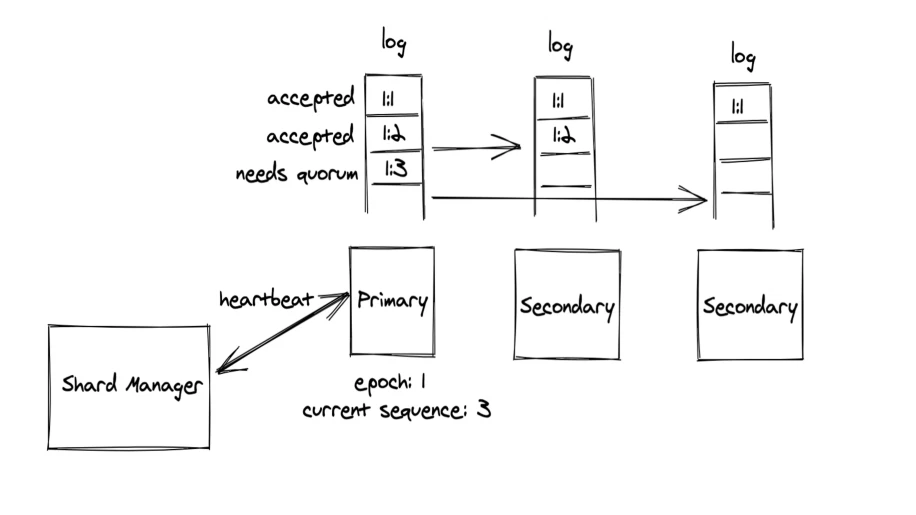 log
log
log
accepted 1:1
1:1
1:1
accepted 1:2
1:2
needs quorum 1:3
heartbeat
Primary
Secondary
Secondary
Shard Manager
epoch: 1
current sequence: 3